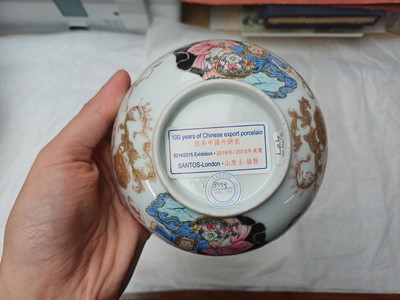 100 years of Chinese export porcelain
百年中國外銷瓷
2014/2015 Exhibition • 2014年/2015年展覽
SANTOS-London • 山度士·倫敦